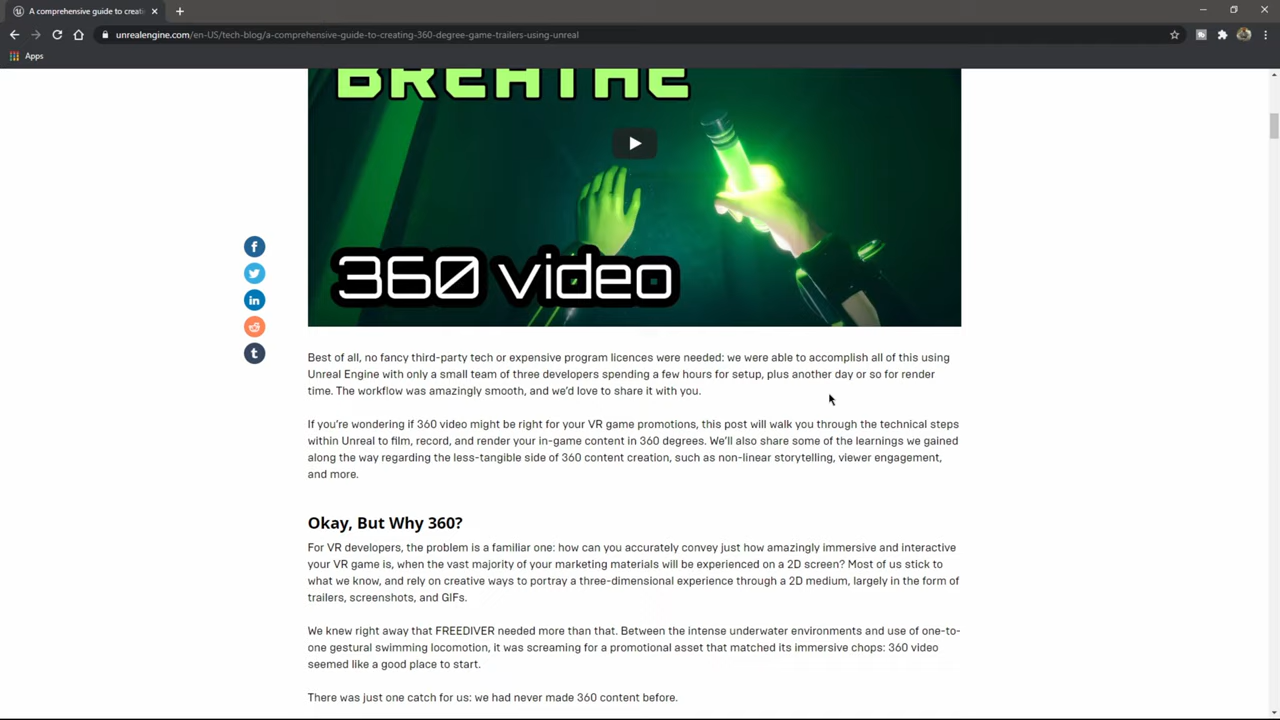 A comprehensive guide to creati
unrealengine.com/en-US/tech-blog/a-comprehensive-guide-to-creating-360-degree-game-trailers-using-unreal
Apps
BREATHE
360 video
Best of all, no fancy third-party tech or expensive program licences were needed: we were able to accomplish all of this using
Unreal Engine with only a small team of three developers spending a few hours for setup, plus another day or so for render
time. The workflow was amazingly smooth, and we'd love to share it with you.
If you're wondering if 360 video might be right for your VR game promotions, this post will walk you through the technical steps
within Unreal to film, record, and render your in-game content in 360 degrees. We'll also share some of the learnings we gained
along the way regarding the less-tangible side of 360 content creation, such as non-linear storytelling, viewer engagement,
and more.
Okay, But Why 360?
For VR developers, the problem is a familiar one: how can you accurately convey just how amazingly immersive and interactive
your VR game is, when the vast majority of your marketing materials will be experienced on a 2D screen? Most of us stick to
what we know, and rely on creative ways to portray a three-dimensional experience through a 2D medium, largely in the form of
trailers, screenshots, and GIFs.
We knew right away that FREEDIVER needed more than that. Between the intense underwater environments and use of one-to-
one gestural swimming locomotion, it was screaming for a promotional asset that matched its immersive chops: 360 video
seemed like a good place to start.
There was just one catch for us: we had never made 360 content before.